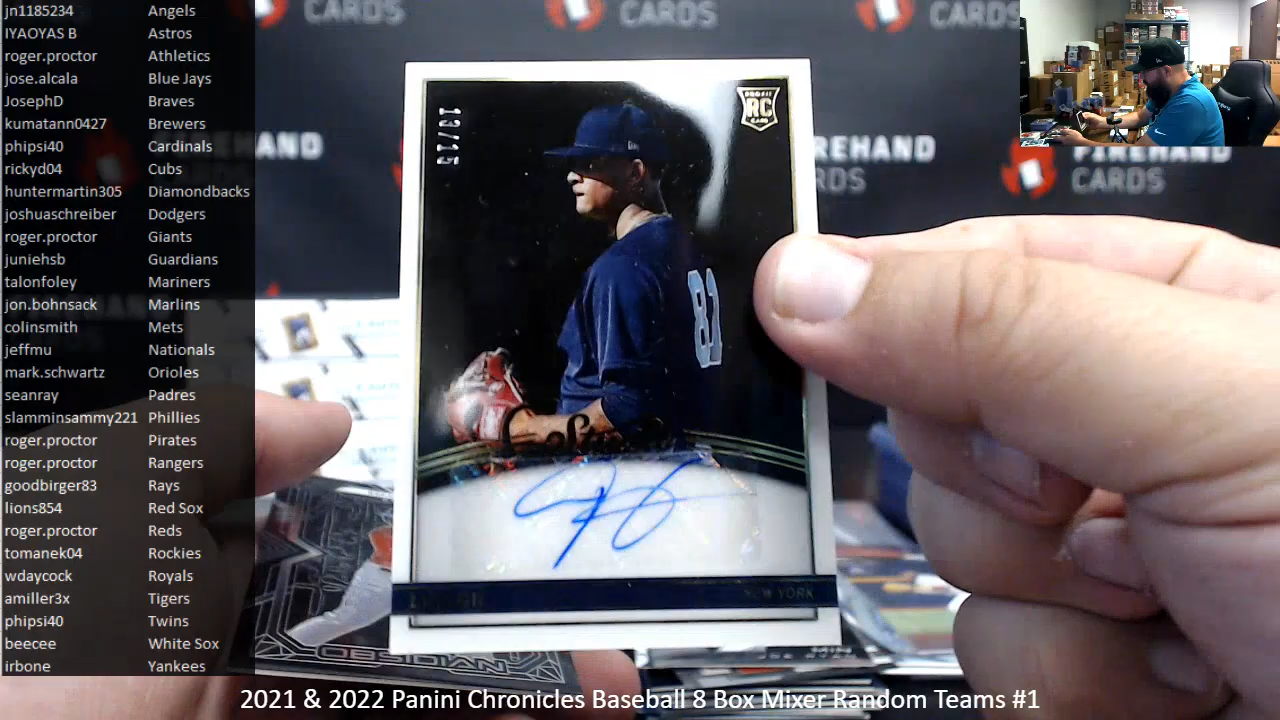 jn1185234 Angels
IYAOYAS B Astros
roger.proctor Athletics
jose.alcala Blue Jays
JosephD Braves
kumatann0427 Brewers
phipsi40 Cardinals
rickyd04 Cubs
huntermartin305 Diamondbacks
joshuaschreiber Dodgers
roger.proctor Giants
juniehsb Guardians
talonfoley Mariners
jon.bohnsack Marlins
colinsmith Mets
jeffmu Nationals
mark.schwartz Orioles
seanray Padres
slamminsammy221 Phillies
roger.proctor Pirates
roger.proctor Rangers
goodbirger83 Rays
lions854 Red Sox
roger.proctor Reds
tomanek04 Rockies
wdaycock Royals
amiller3x Tigers
phipsi40 Twins
beecee White Sox
irbone Yankees
CARDS
CARDS
CARDS
FIREHAND
CARDS
13/15
RC
81
NEW YORK
OBSIDIAN
2021 & 2022 Panini Chronicles Baseball 8 Box Mixer Random Teams #1